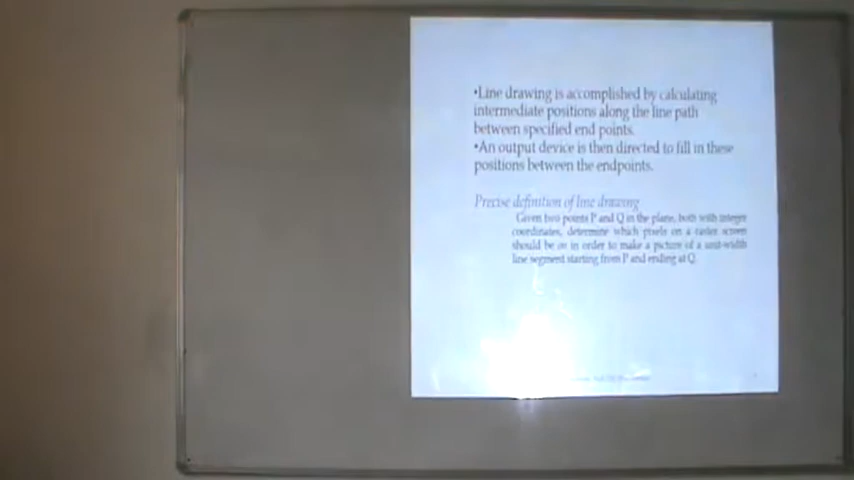 •Line drawing is accomplished by calculating
intermediate positions along the line path
between specified end points.
•An output device is then directed to fill in these
positions between the endpoints.
Precise definition of line drawing
Given two points P and Q in the plane, both with integer
coordinates, determine which pixels on a raster screen
should be on in order to make a picture of a unit-width
line segment starting from P and ending at Q.